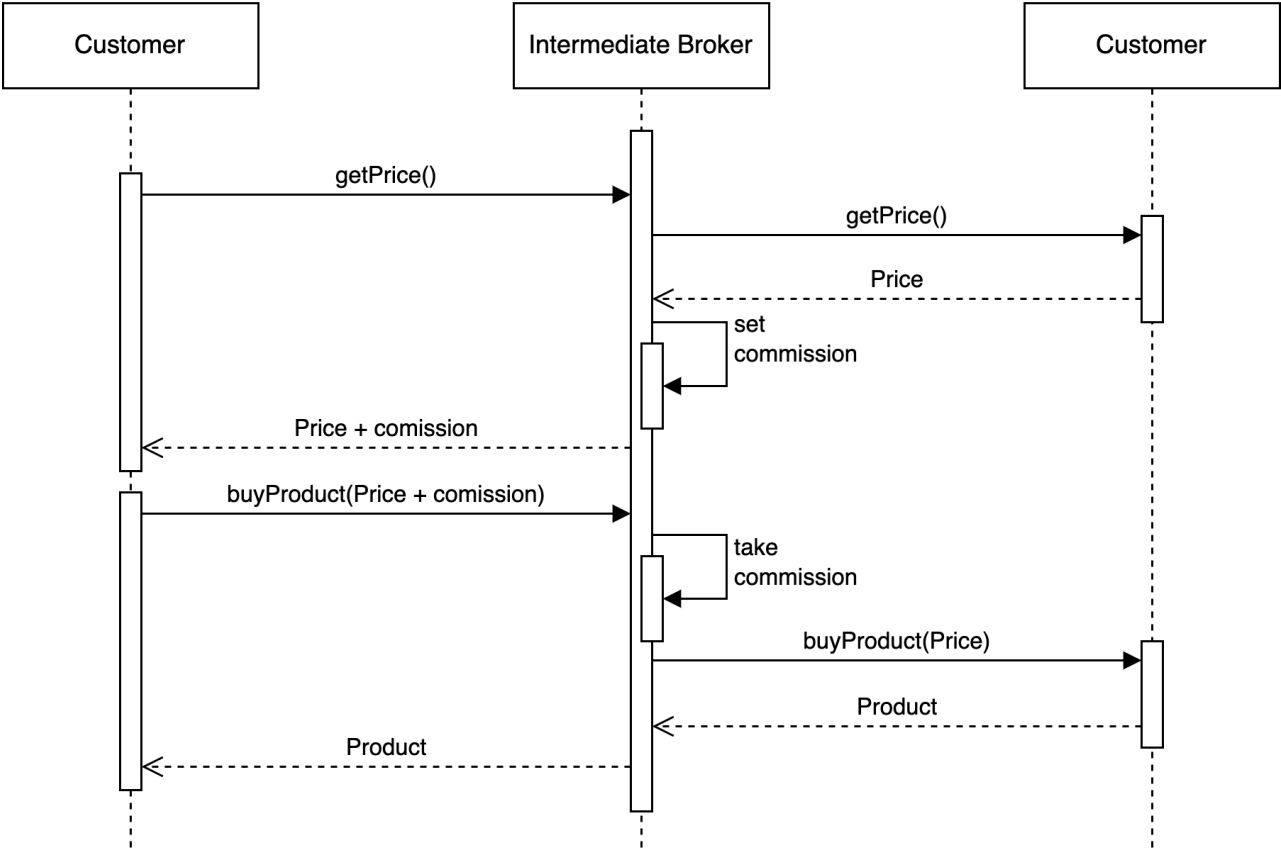 Customer
Intermediate Broker
Customer
getPrice()
getPrice()
Price
set
commission
Price + comission
buyProduct(Price + comission)
take
commission
buyProduct(Price)
Product
Product